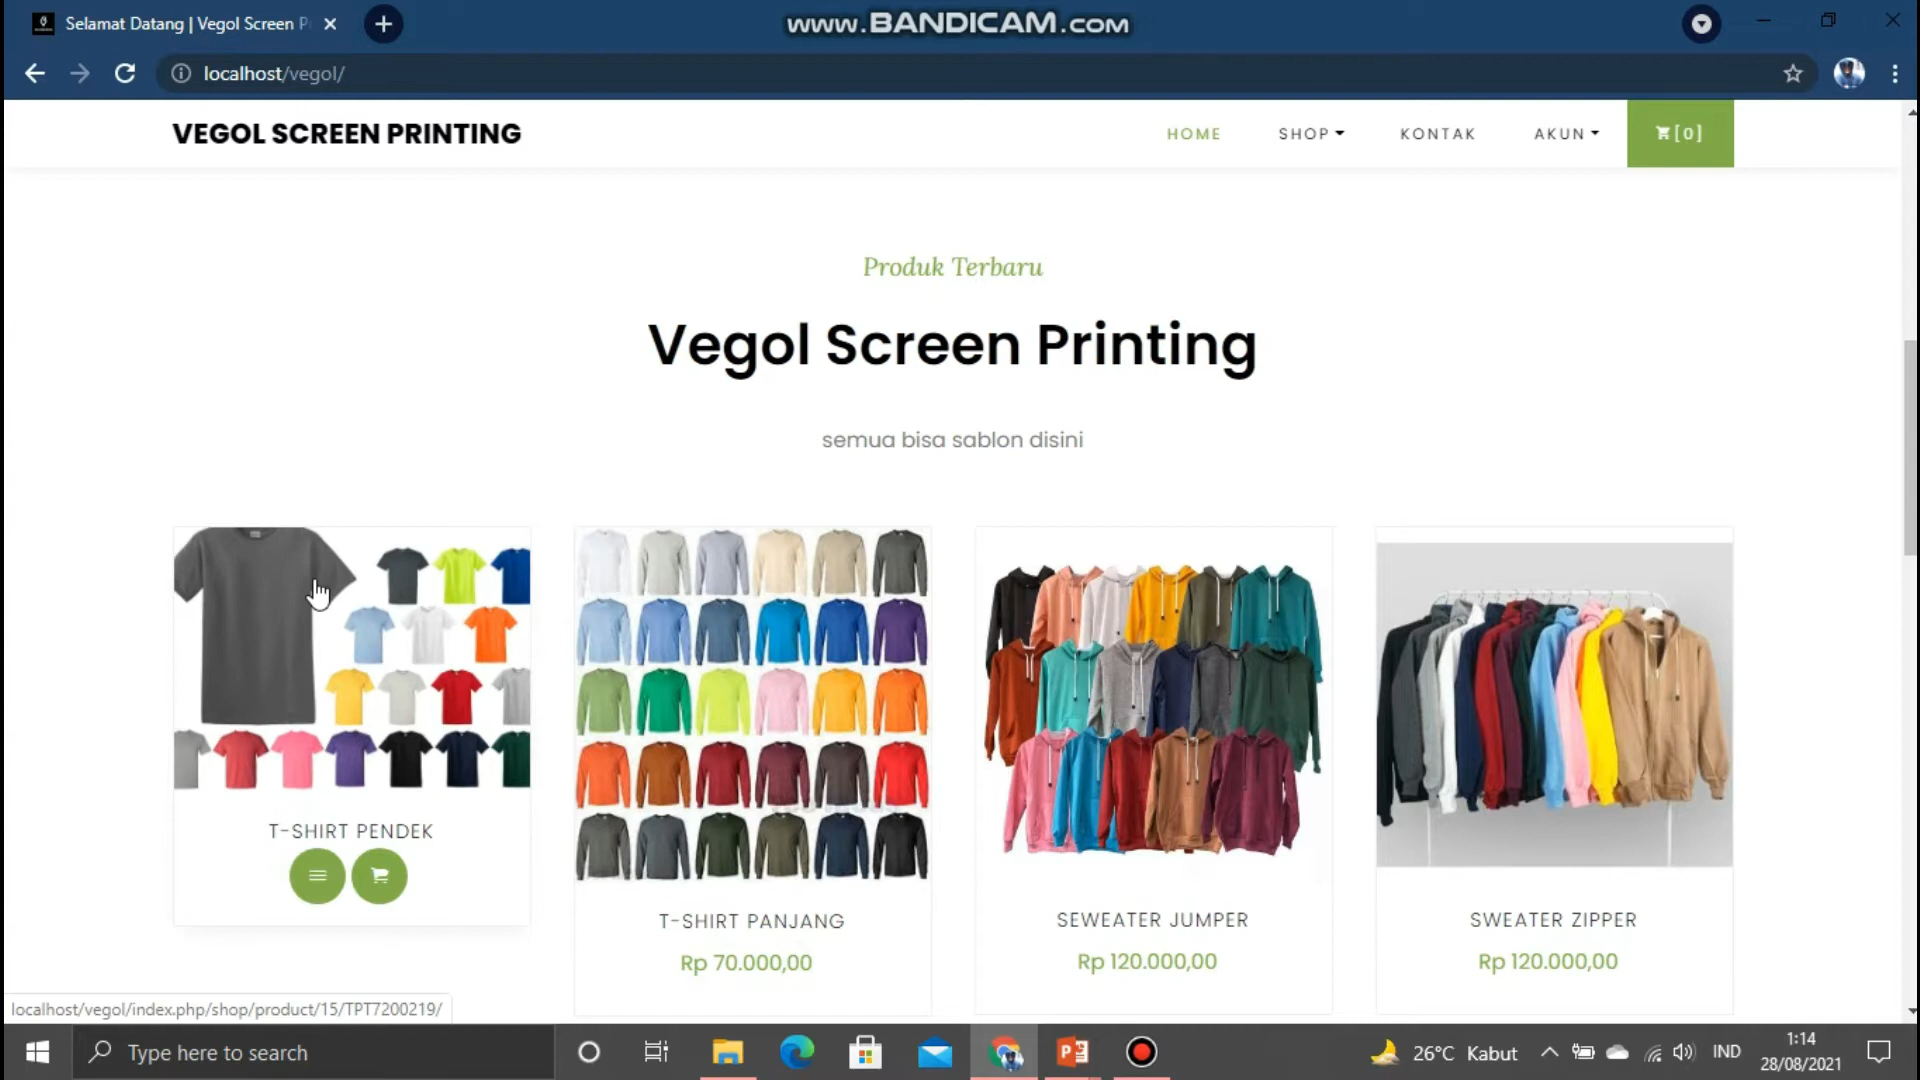 Selamat Datang | Vegol Screen P
www.BANDICAM.com
localhost/vegol/
VEGOL SCREEN PRINTING
HOME
SHOP
KONTAK
AKUN
[0]
Produk Terbaru
Vegol Screen Printing
semua bisa sablon disini
T-SHIRT PENDEK
T-SHIRT PANJANG
Rp 70.000,00
SEWEATER JUMPER
Rp 120.000,00
SWEATER ZIPPER
Rp 120.000,00
localhost/vegol/index.php/shop/product/15/TPT7200219/
Type here to search
26°C Kabut
IND
1:14
28/08/2021